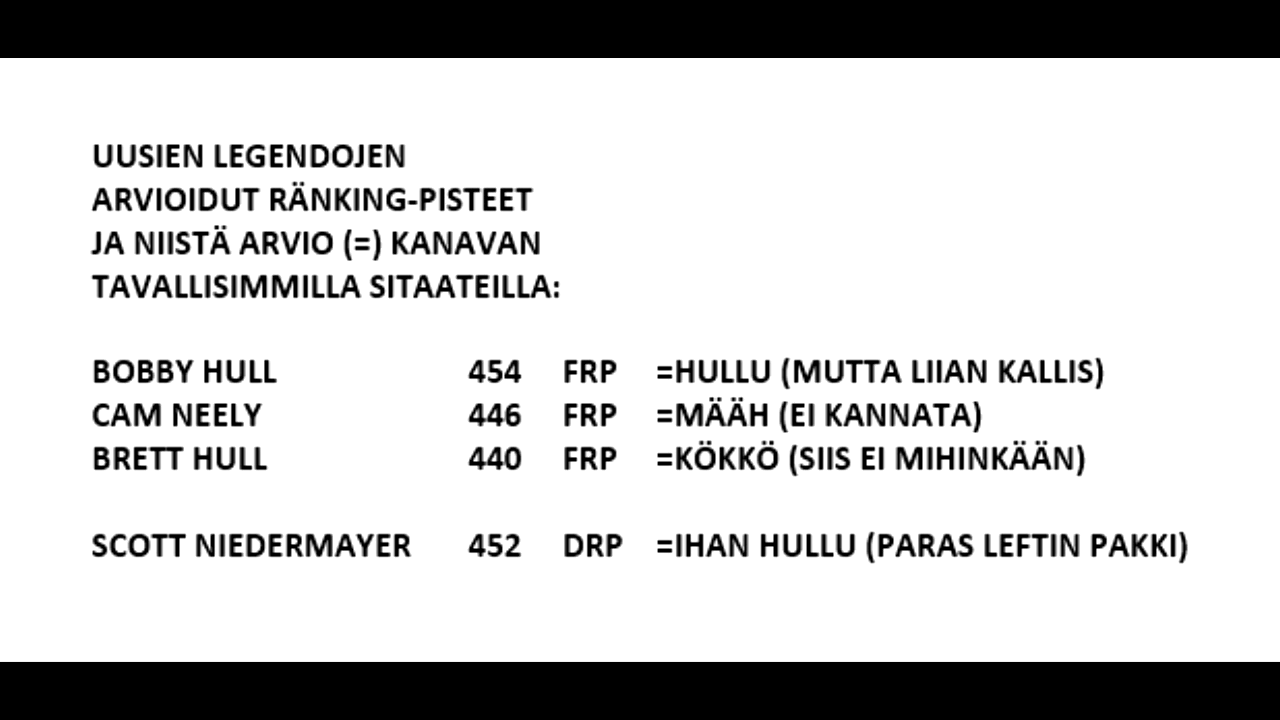 UUSIEN LEGENDOJEN
ARVIOIDUT RÄNKING-PISTEET
JA NIISTÄ ARVIO (=) KANAVAN
TAVALLISIMMILLA SITAATEILLA:
BOBBY HULL 454 FRP =HULLU (MUTTA LIIAN KALLIS)
CAM NEELY 446 FRP =MÄÄH (EI KANNATA)
BRETT HULL 440 FRP =KÖKKÖ (SIIS EI MIHINKÄÄN)
SCOTT NIEDERMAYER 452 DRP =IHAN HULLU (PARAS LEFTIN PAKKI)